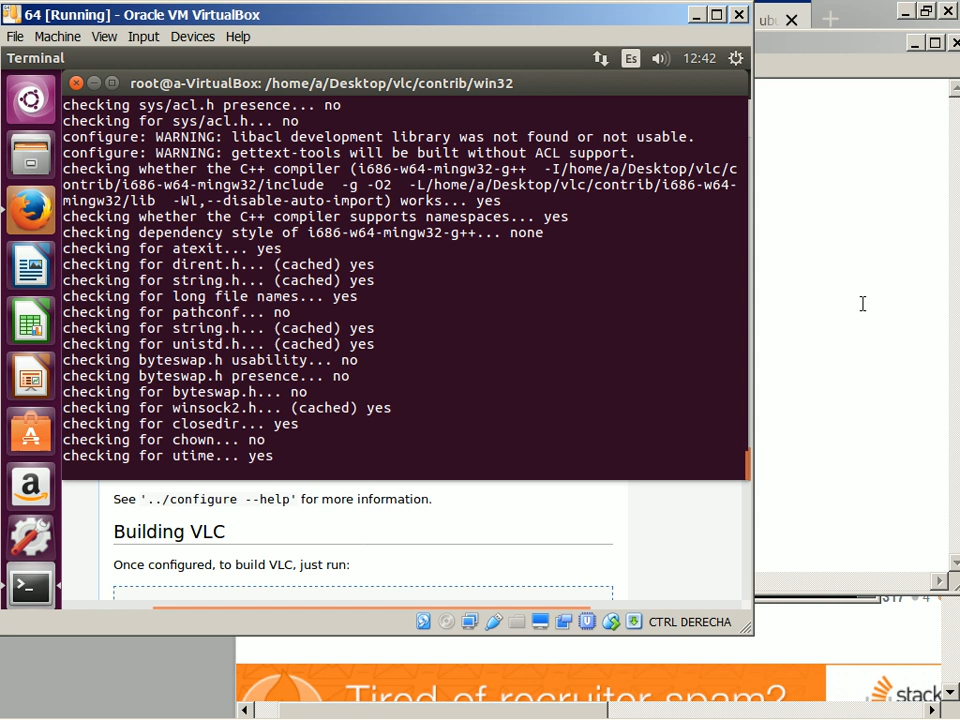 64 [Running] - Oracle VM VirtualBox
File Machine View Input Devices Help
Terminal
Es
12:42
root@a-VirtualBox: /home/a/Desktop/vlc/contrib/win32
checking sys/acl.h presence... no
checking for sys/acl.h... no
configure: WARNING: libacl development library was not found or not usable.
configure: WARNING: gettext-tools will be built without ACL support.
checking whether the C++ compiler (i686-w64-mingw32-g++  -I/home/a/Desktop/vlc/c
ontrib/i686-w64-mingw32/include  -g -O2  -L/home/a/Desktop/vlc/contrib/i686-w64-
mingw32/lib  -Wl,--disable-auto-import) works... yes
checking whether the C++ compiler supports namespaces... yes
checking dependency style of i686-w64-mingw32-g++... none
checking for atexit... yes
checking for dirent.h... (cached) yes
checking for string.h... (cached) yes
checking for long file names... yes
checking for pathconf... no
checking for string.h... (cached) yes
checking for unistd.h... (cached) yes
checking byteswap.h usability... no
checking byteswap.h presence... no
checking for byteswap.h... no
checking for winsock2.h... (cached) yes
checking for closedir... yes
checking for chown... no
checking for utime... yes
See '../configure --help' for more information.
Building VLC
Once configured, to build VLC, just run:
CTRL DERECHA
Tired of recruiter spam?
stack